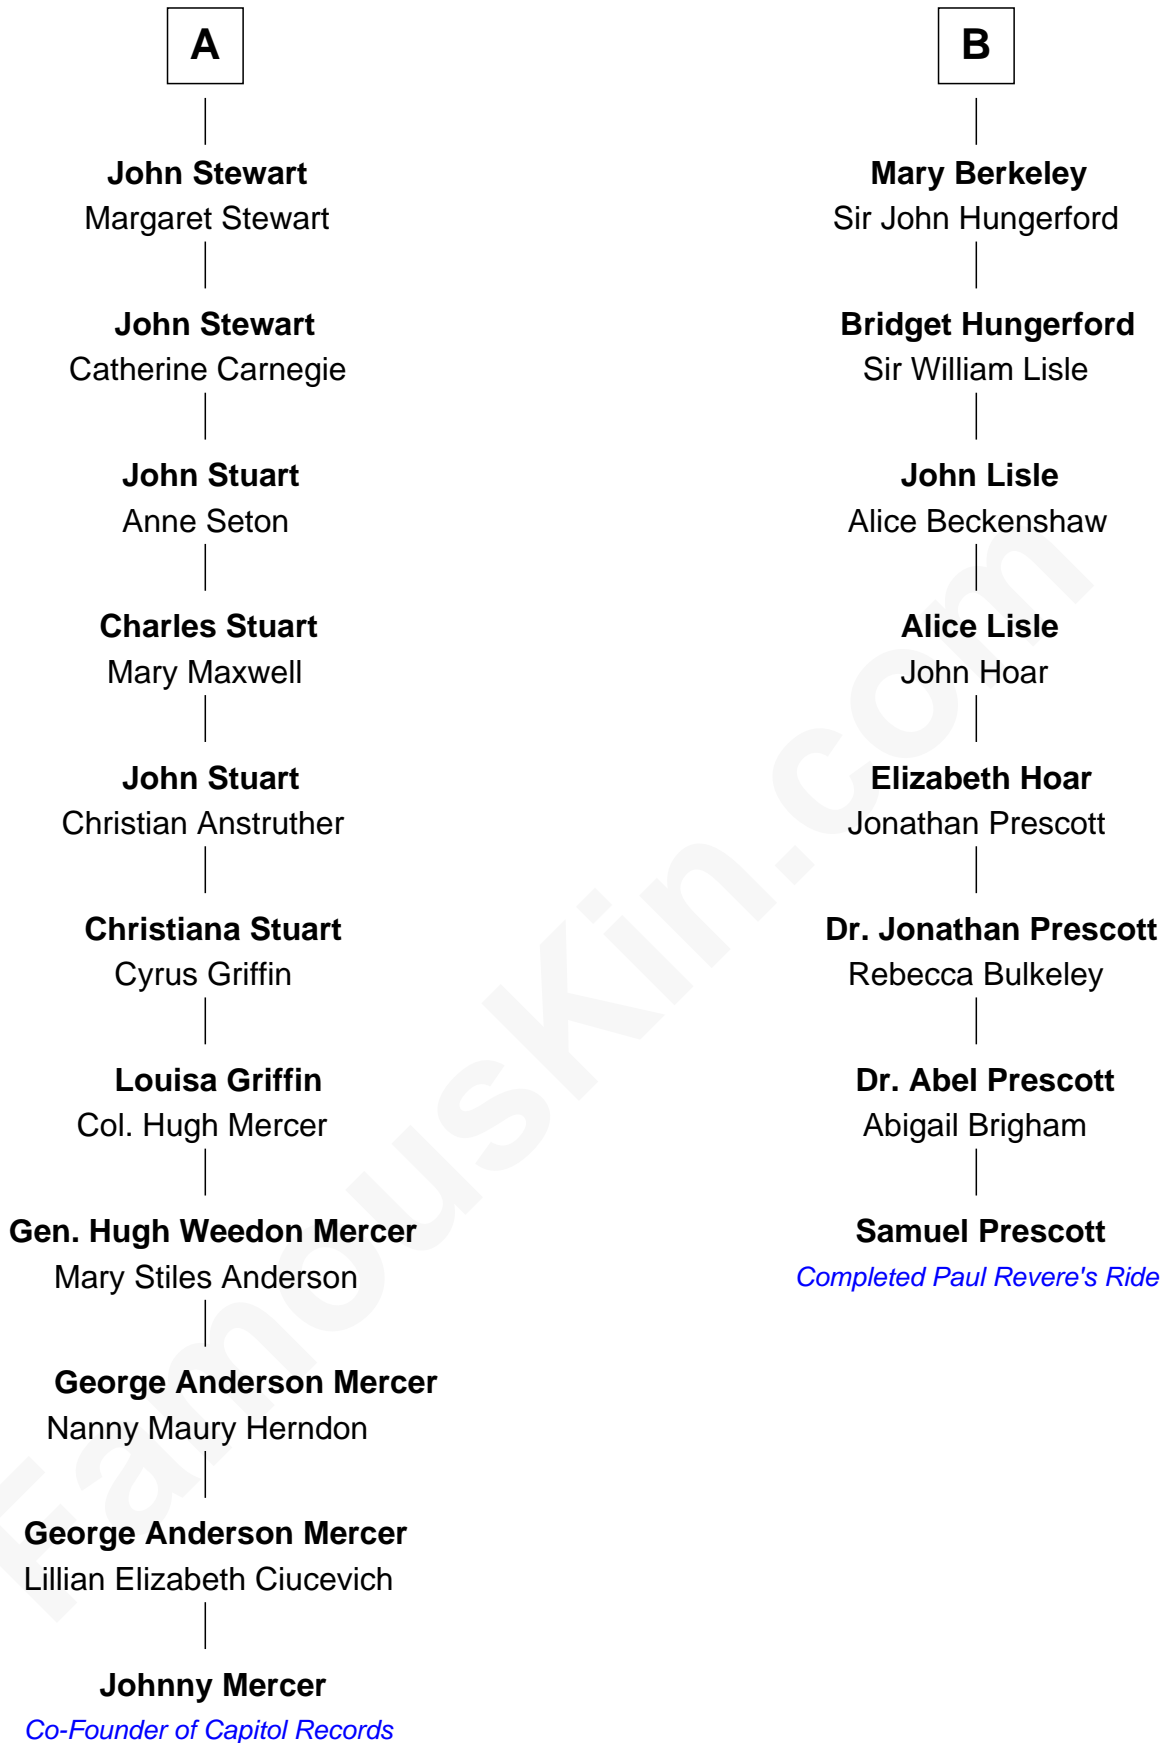 A
John Stewart
Margaret Stewart
John Stewart
Catherine Carnegie
John Stuart
Anne Seton
Charles Stuart
Mary Maxwell
John Stuart
Christian Anstruther
Christiana Stuart
Cyrus Griffin
Louisa Griffin
Col. Hugh Mercer
Gen. Hugh Weedon Mercer
Mary Stiles Anderson
George Anderson Mercer
Nanny Maury Herndon
George Anderson Mercer
Lillian Elizabeth Ciucevich
Johnny Mercer
Co-Founder of Capitol Records
B
Mary Berkeley
Sir John Hungerford
Bridget Hungerford
Sir William Lisle
John Lisle
Alice Beckenshaw
Alice Lisle
John Hoar
Elizabeth Hoar
Jonathan Prescott
Dr. Jonathan Prescott
Rebecca Bulkeley
Dr. Abel Prescott
Abigail Brigham
Samuel Prescott
Completed Paul Revere's Ride
FamousKin.com